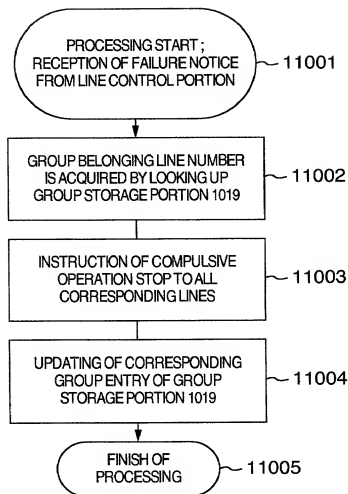 PROCESSING START ;
RECEPTION OF FAILURE NOTICE
FROM LINE CONTROL PORTION
11001
GROUP BELONGING LINE NUMBER
IS ACQUIRED BY LOOKING UP
GROUP STORAGE PORTION 1019
11002
INSTRUCTION OF COMPULSIVE
OPERATION STOP TO ALL
CORRESPONDING LINES
11003
UPDATING OF CORRESPONDING
GROUP ENTRY OF GROUP
STORAGE PORTION 1019
11004
FINISH OF
PROCESSING
11005